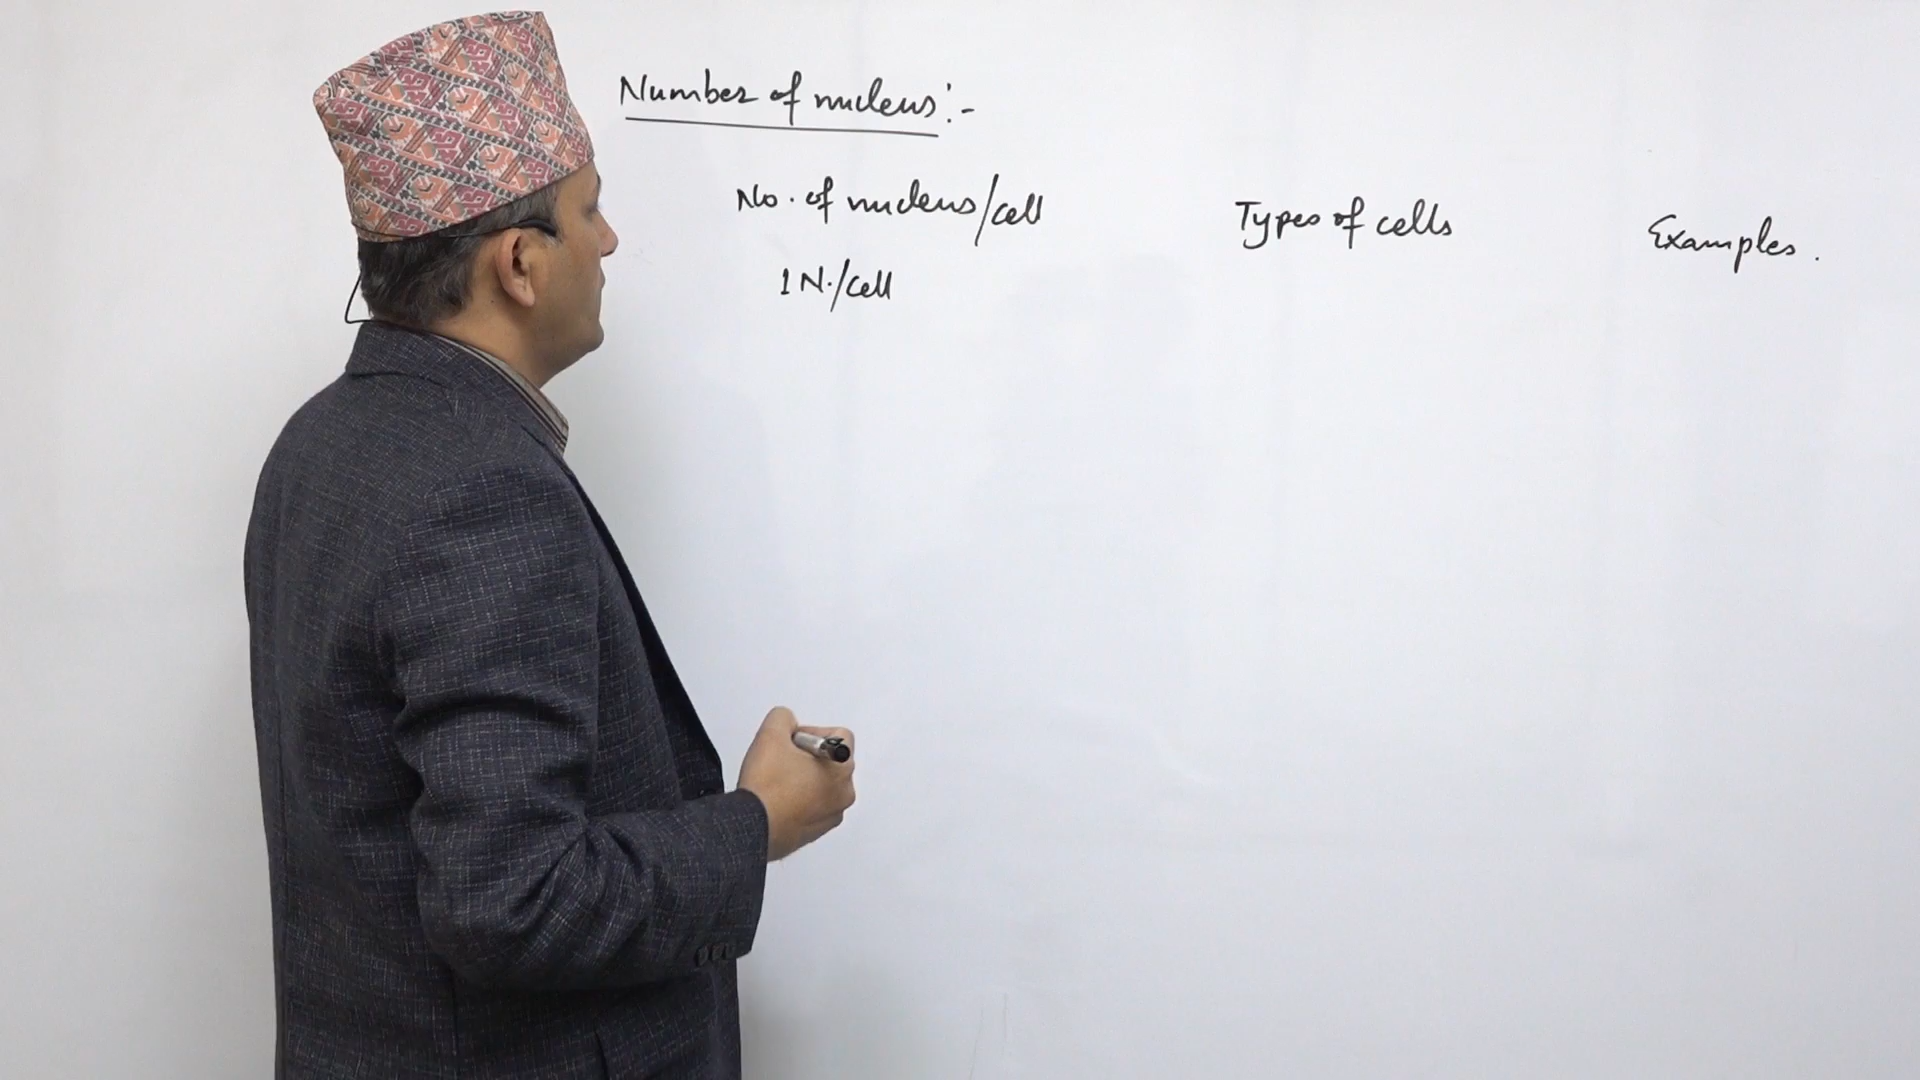 Number of nucleus:-
No. of nucleus/cell Types of cells Examples.
1 N./cell